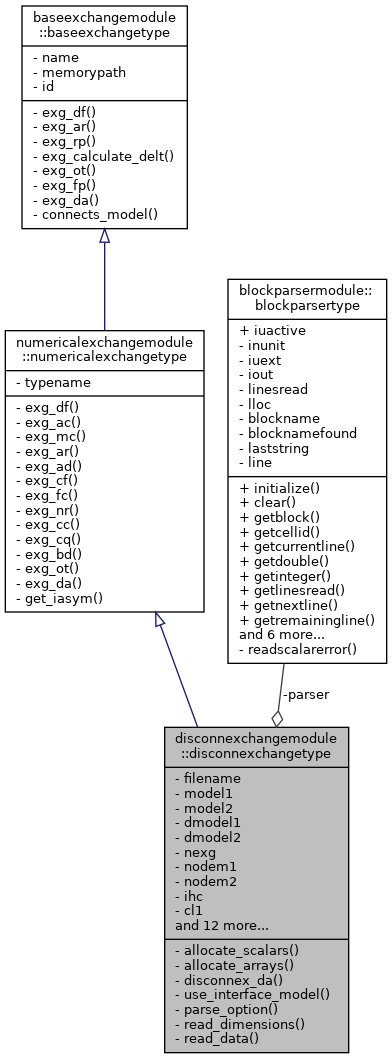 baseexchangemodule
::baseexchangetype
- name
- memorypath
- id
- exg_df()
- exg_ar()
- exg_rp()
- exg_calculate_delt()
- exg_ot()
- exg_fp()
- exg_da()
- connects_model()
numericalexchangemodule
::numericalexchangetype
- typename
- exg_df()
- exg_ac()
- exg_mc()
- exg_ar()
- exg_ad()
- exg_cf()
- exg_fc()
- exg_nr()
- exg_cc()
- exg_cq()
- exg_bd()
- exg_ot()
- exg_da()
- get_iasym()
blockparsermodule::
blockparsertype
+ iuactive
- inunit
- iuext
- iout
- linesread
- lloc
- blockname
- blocknamefound
- laststring
- line
+ initialize()
+ clear()
+ getblock()
+ getcellid()
+ getcurrentline()
+ getdouble()
+ getinteger()
+ getlinesread()
+ getnextline()
+ getremainingline()
and 6 more...
- readscalarerror()
-parser
disconnexchangemodule
::disconnexchangetype
- filename
- model1
- model2
- dmodel1
- dmodel2
- nexg
- nodem1
- nodem2
- ihc
- cl1
and 12 more...
- allocate_scalars()
- allocate_arrays()
- disconnex_da()
- use_interface_model()
- parse_option()
- read_dimensions()
- read_data()